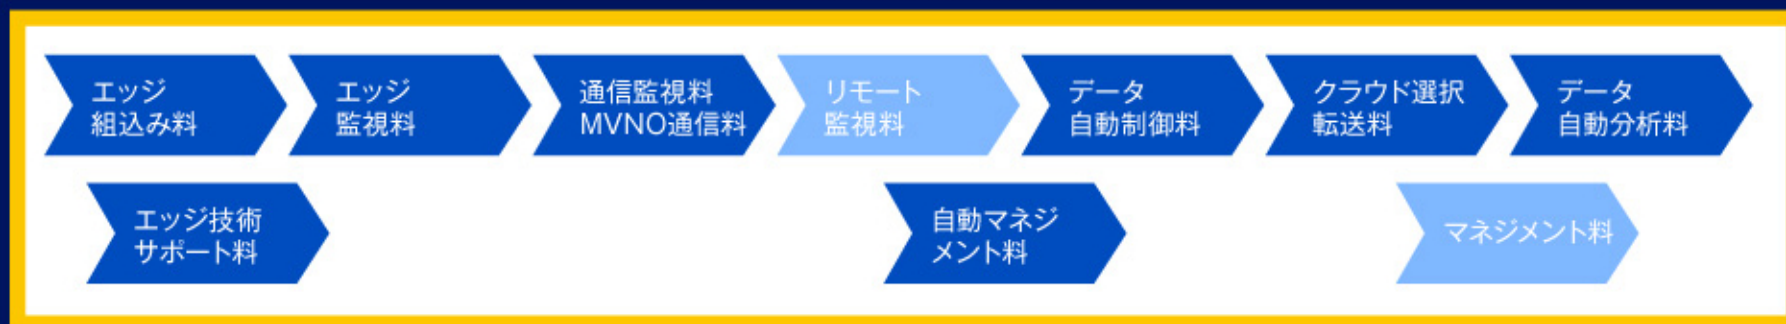 エッジ
組込み料
エッジ
監視料
通信監視料
MVNO通信料
リモート
監視料
データ
自動制御料
クラウド選択
転送料
データ
自動分析料
エッジ技術
サポート料
自動マネジ
メント料
マネジメント料